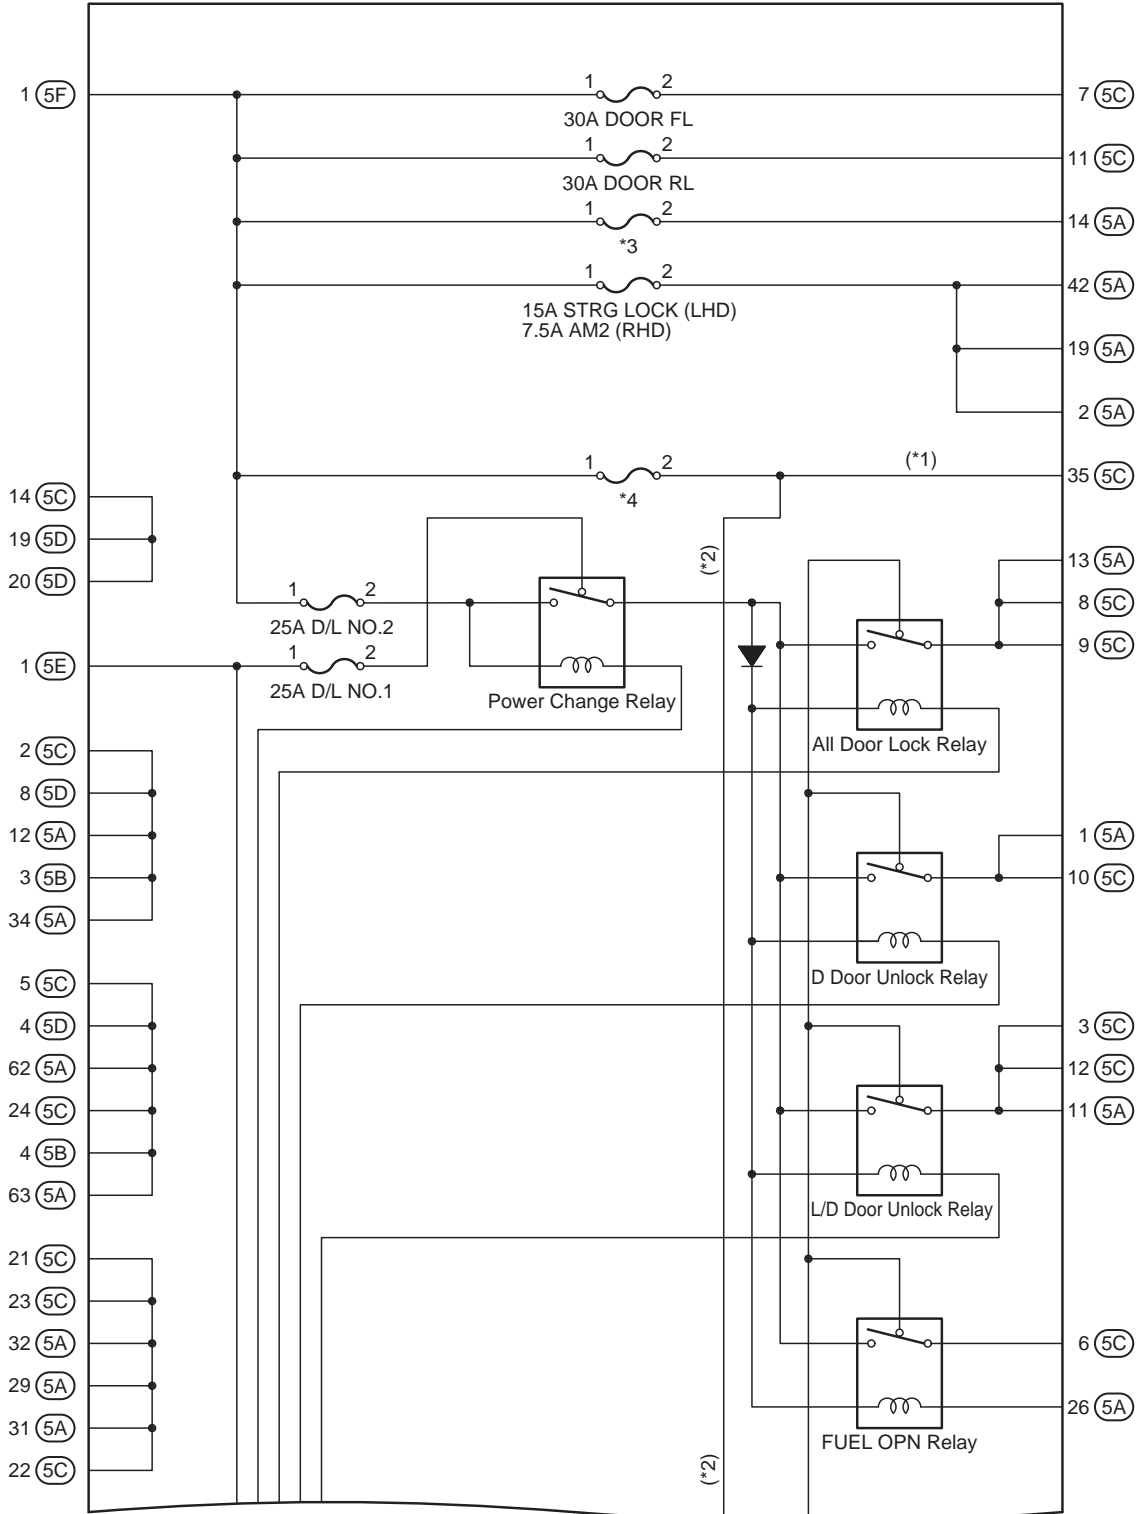 1 5F
1 2
30A DOOR FL
7 5C
1 2
30A DOOR RL
11 5C
1 2
*3
14 5A
1 2
15A STRG LOCK (LHD)
7.5A AM2 (RHD)
42 5A
19 5A
2 5A
1 2
*4
(*1)
35 5C
14 5C
19 5D
20 5D
(*2)
13 5A
8 5C
9 5C
1 2
25A D/L NO.2
1 5E
1 2
25A D/L NO.1
Power Change Relay
All Door Lock Relay
2 5C
8 5D
12 5A
3 5B
34 5A
1 5A
10 5C
D Door Unlock Relay
5 5C
4 5D
62 5A
24 5C
4 5B
63 5A
3 5C
12 5C
11 5A
L/D Door Unlock Relay
21 5C
23 5C
32 5A
29 5A
31 5A
22 5C
6 5C
26 5A
FUEL OPN Relay
(*2)